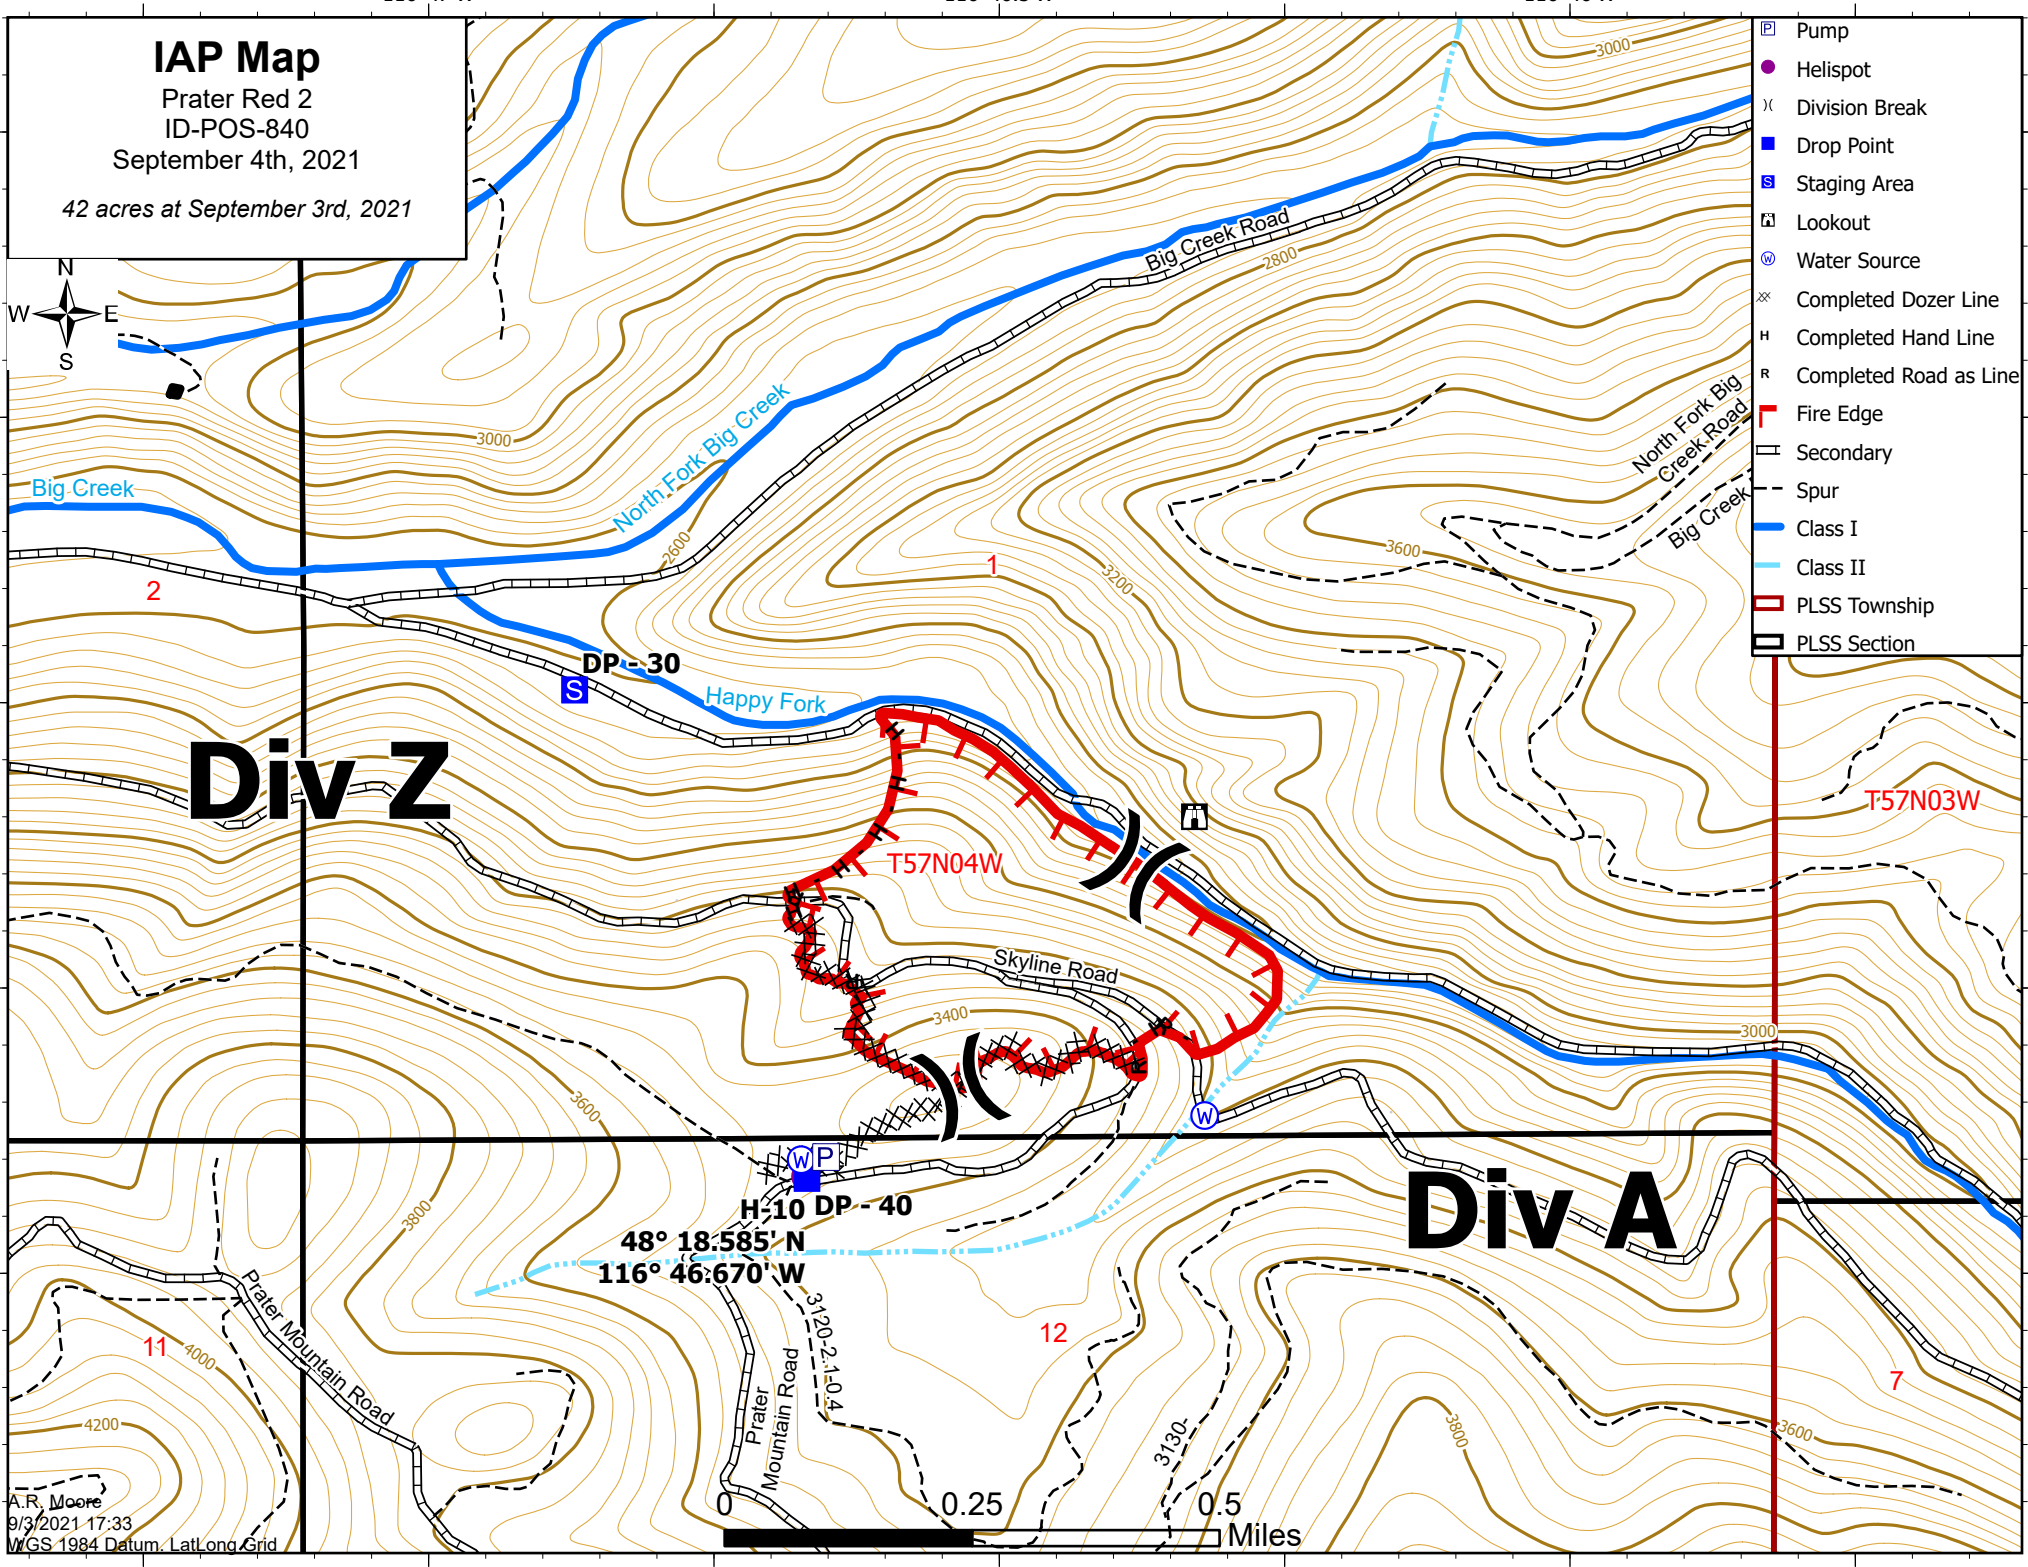 IAP Map
Prater Red 2
ID-POS-840
September 4th, 2021
42 acres at September 3rd, 2021
N
W
E
S
P Pump
Helispot
Division Break
Drop Point
S Staging Area
Lookout
W Water Source
Completed Dozer Line
H Completed Hand Line
R Completed Road as Line
Fire Edge
Secondary
Spur
Class I
Class II
PLSS Township
PLSS Section
3000
Big Creek Road
2800
North Fork Big
Creek Road
Big Creek
3000
North Fork Big Creek
Big Creek
2600
3600
3200
1
2
DP - 30
S
Happy Fork
Div Z
H
H
H
H
T57N04W
T57N03W
Skyline Road
3400
3000
3600
W
W P
H-10
DP - 40
48° 18.585' N
116° 46.670' W
3800
Div A
Prater Mountain Road
3120-2.1-0.4
12
11
4000
7
Prater
Mountain Road
3130-
3800
3600
4200
A.R. Moore
9/3/2021 17:33
WGS 1984 Datum. LatLong Grid
0
0.25
0.5
Miles